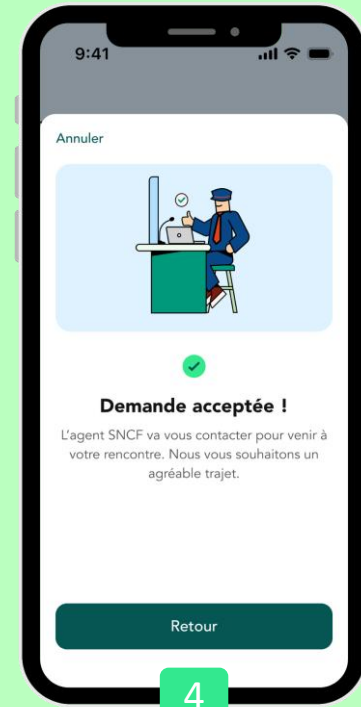 9:41
Annuler
Demande acceptée !
L'agent SNCF va vous contacter pour venir à
votre rencontre. Nous vous souhaitons un
agréable trajet.
Retour
4